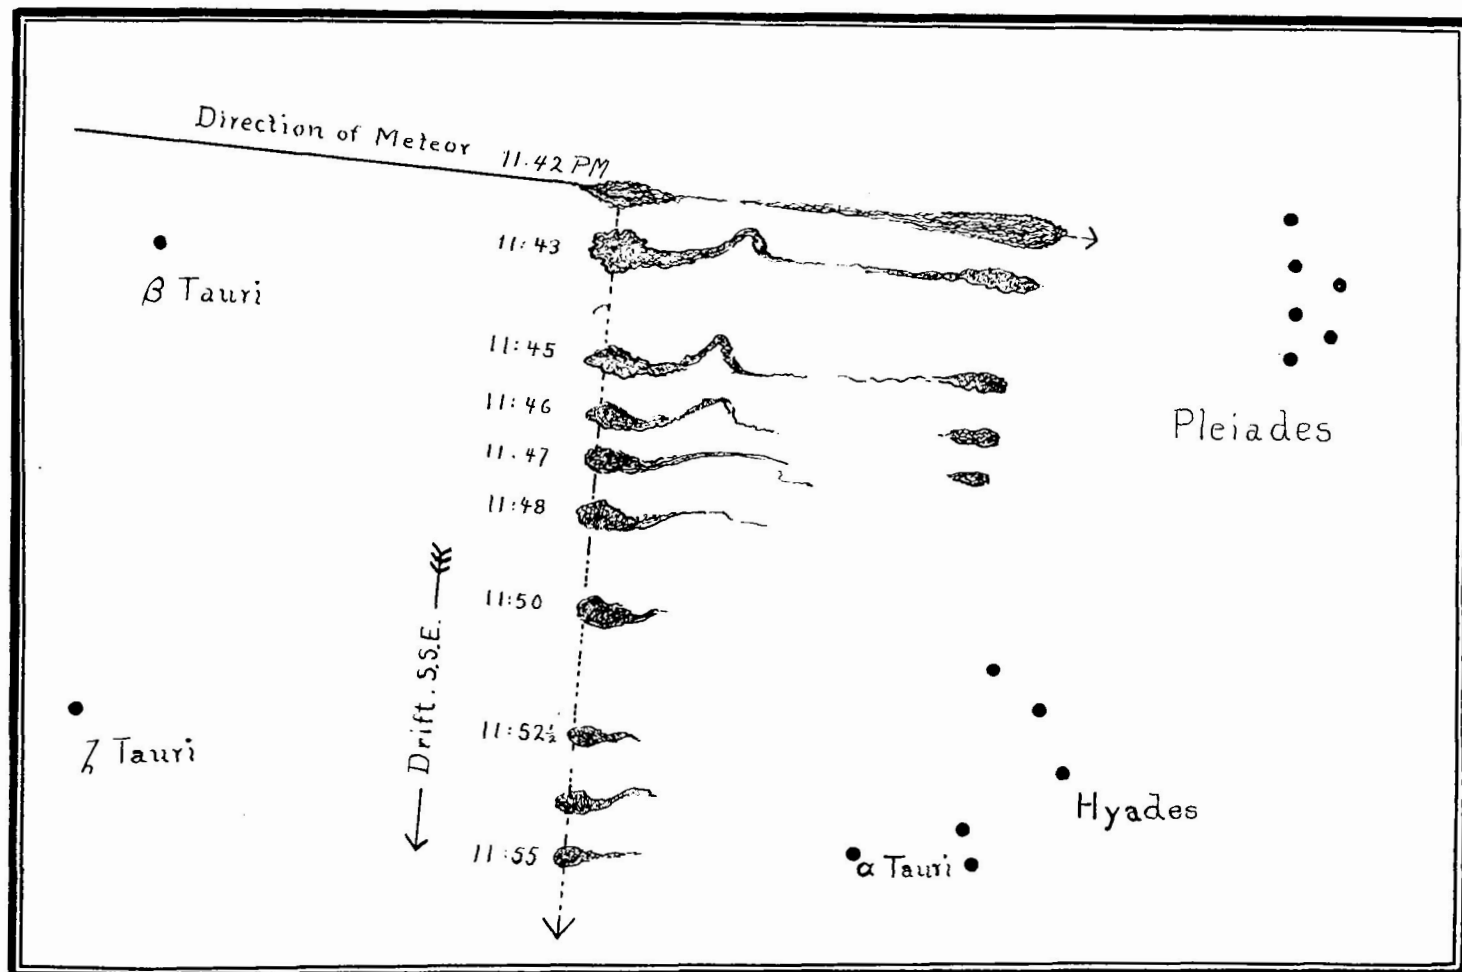 Direction of Meteor 11.42 PM
11:43
β Tauri
11:45
11:46
Pleiades
11.47
11:48
11:50
Drift. S.S.E.
11:52½
ζ Tauri
Hyades
11:55
α Tauri